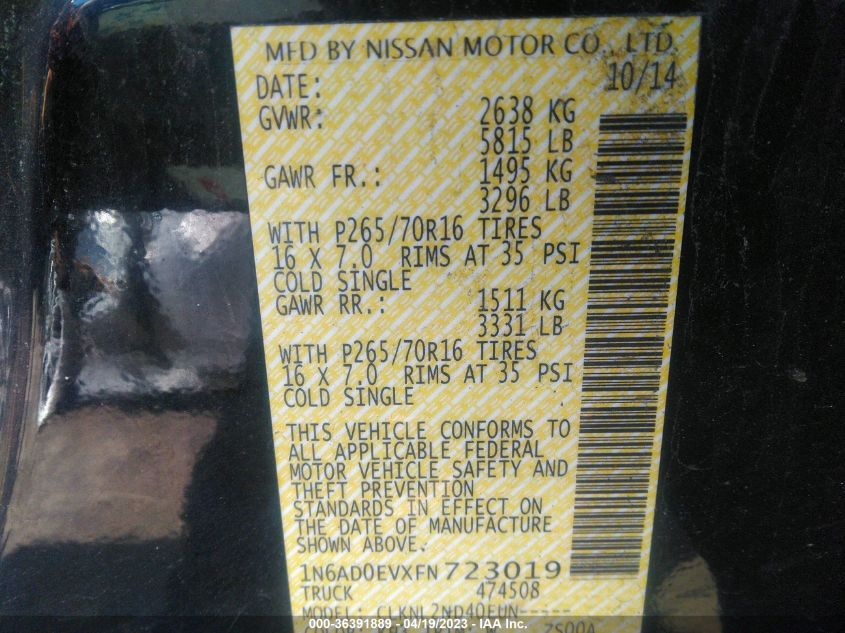 MFD BY NISSAN MOTOR CO., LTD.
DATE: 10/14
GVWR: 2638 KG
5815 LB
GAWR FR.: 1495 KG
3296 LB
WITH P265/70R16 TIRES
16 X 7.0 RIMS AT 35 PSI
COLD SINGLE
GAWR RR.: 1511 KG
3331 LB
WITH P265/70R16 TIRES
16 X 7.0 RIMS AT 35 PSI
COLD SINGLE
THIS VEHICLE CONFORMS TO
ALL APPLICABLE FEDERAL
MOTOR VEHICLE SAFETY AND
THEFT PREVENTION
STANDARDS IN EFFECT ON
THE DATE OF MANUFACTURE
SHOWN ABOVE.
1N6AD0EVXFN723019
TRUCK 474508
MODEL: CLKNL2ND40EUN-----
000-36391889 - 04/19/2023 - IAA Inc.